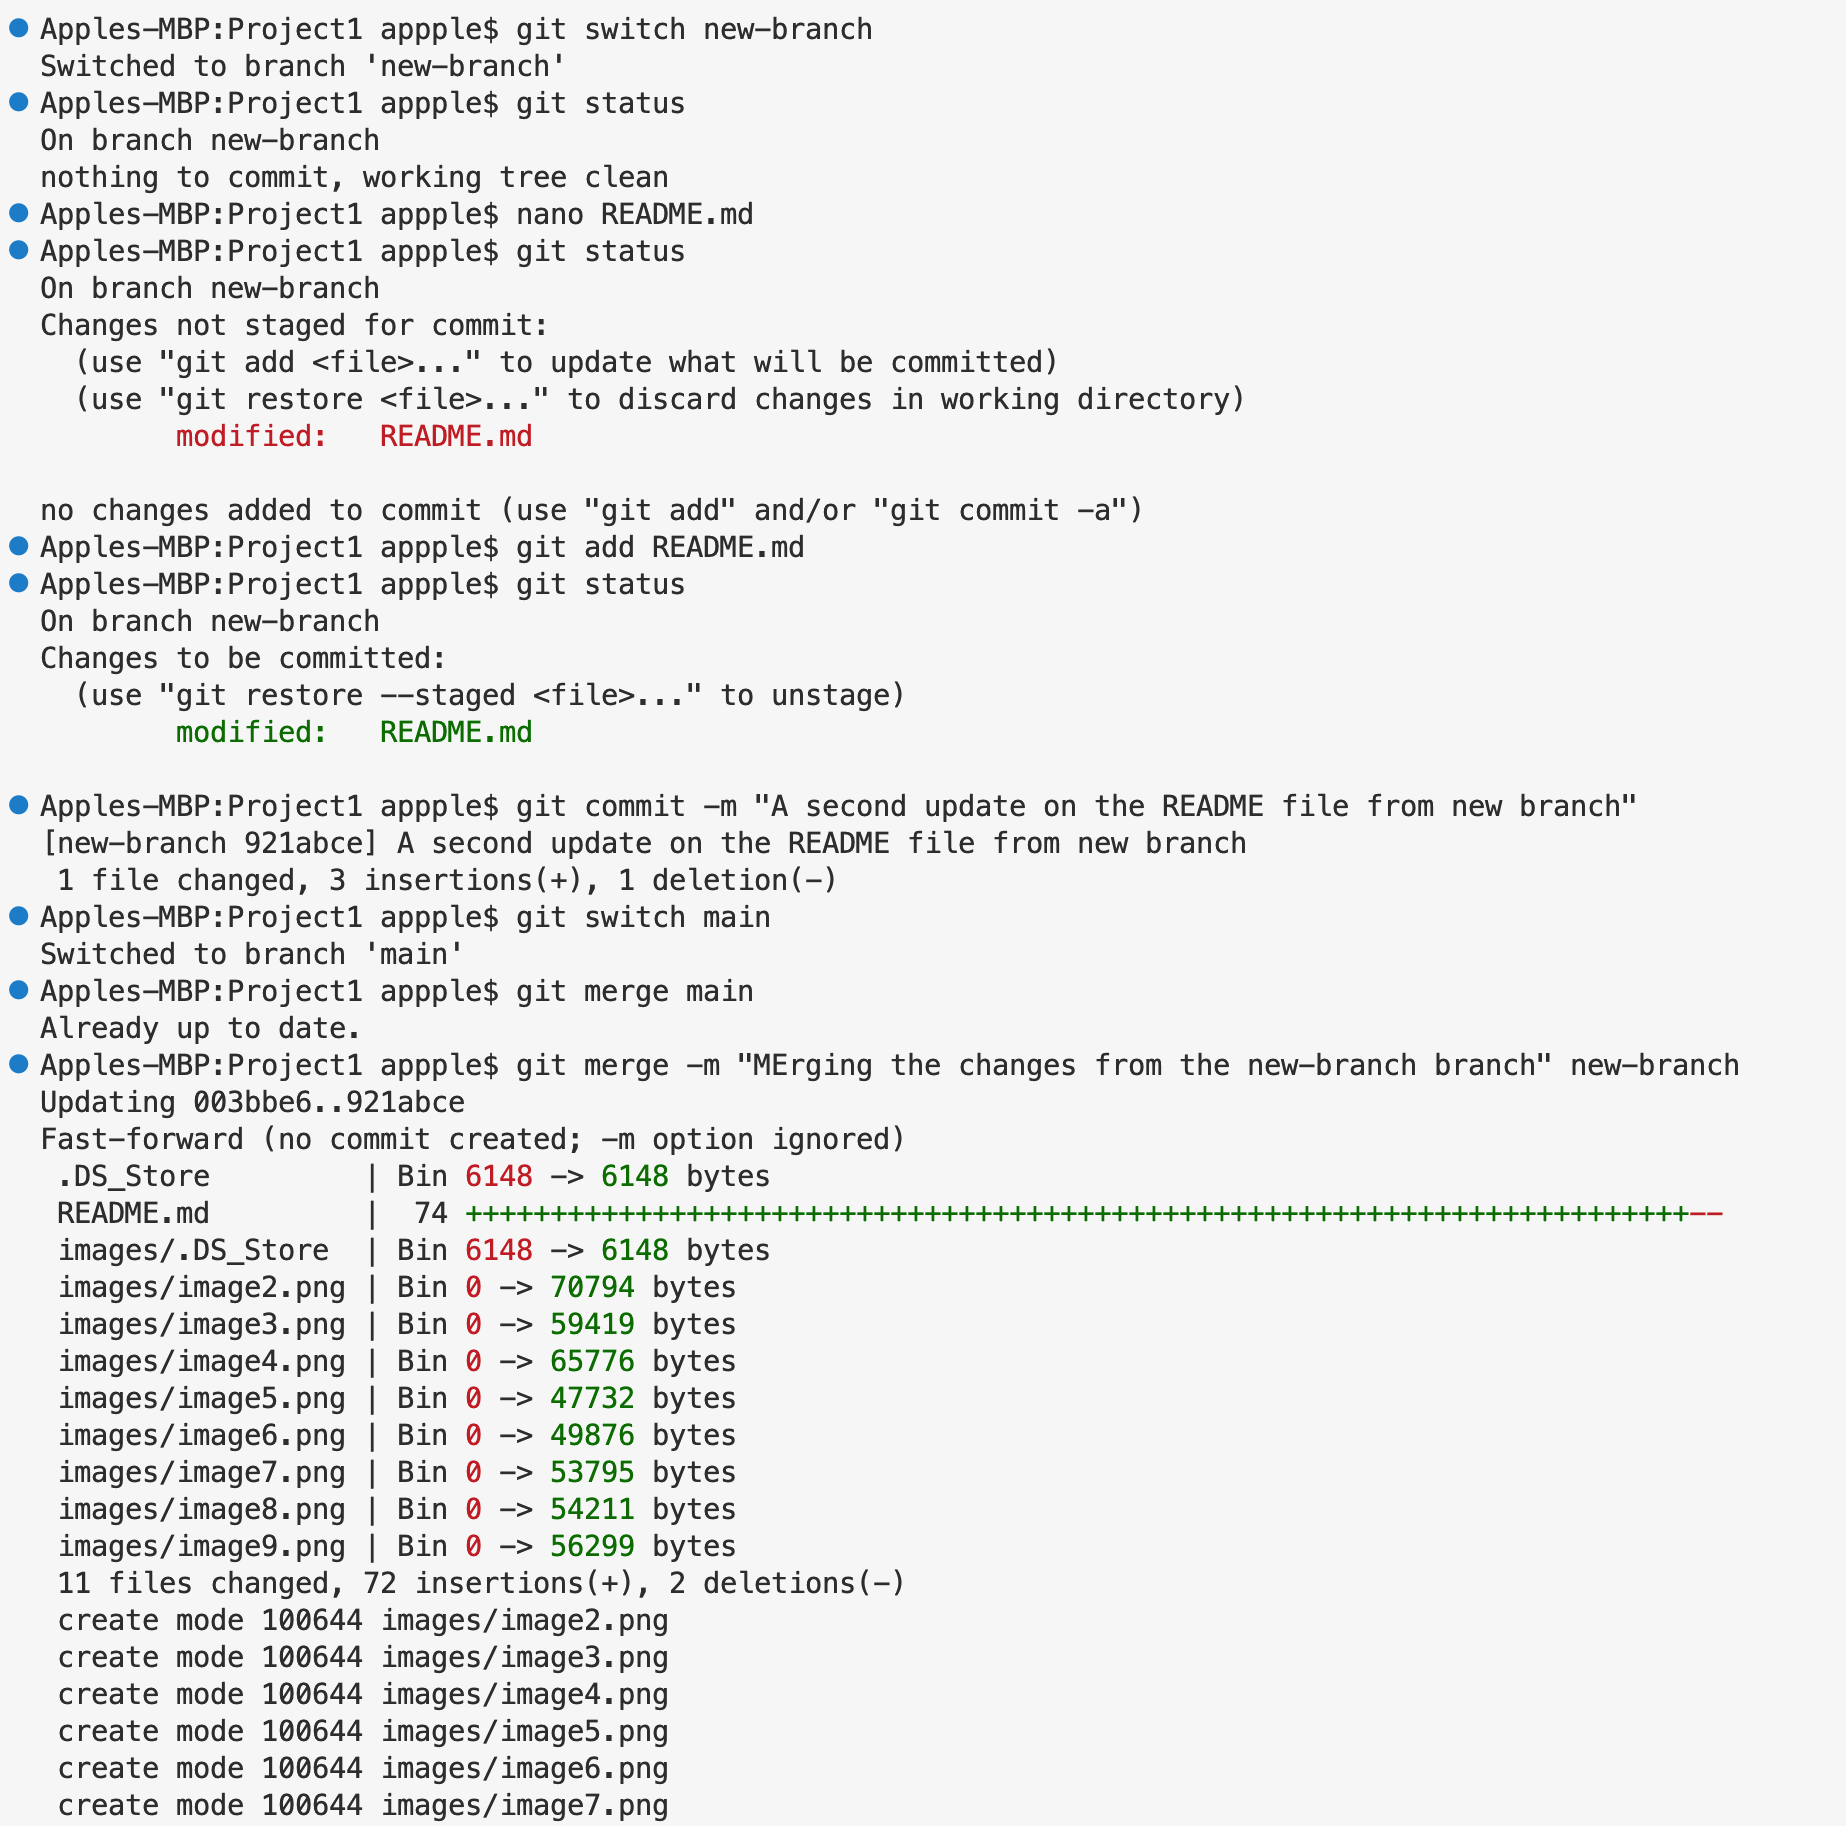 Apples-MBP:Project1 appple$ git switch new-branch
Switched to branch 'new-branch'
Apples-MBP:Project1 appple$ git status
On branch new-branch
nothing to commit, working tree clean
Apples-MBP:Project1 appple$ nano README.md
Apples-MBP:Project1 appple$ git status
On branch new-branch
Changes not staged for commit:
  (use "git add <file>..." to update what will be committed)
  (use "git restore <file>..." to discard changes in working directory)
        modified:   README.md

no changes added to commit (use "git add" and/or "git commit -a")
Apples-MBP:Project1 appple$ git add README.md
Apples-MBP:Project1 appple$ git status
On branch new-branch
Changes to be committed:
  (use "git restore --staged <file>..." to unstage)
        modified:   README.md

Apples-MBP:Project1 appple$ git commit -m "A second update on the README file from new branch"
[new-branch 921abce] A second update on the README file from new branch
 1 file changed, 3 insertions(+), 1 deletion(-)
Apples-MBP:Project1 appple$ git switch main
Switched to branch 'main'
Apples-MBP:Project1 appple$ git merge main
Already up to date.
Apples-MBP:Project1 appple$ git merge -m "MErging the changes from the new-branch branch" new-branch
Updating 003bbe6..921abce
Fast-forward (no commit created; -m option ignored)
 .DS_Store         | Bin 6148 -> 6148 bytes
 README.md         |  74 ++++++++++++++++++++++++++++++++++++++++++++++++++++++++++++++++++++++++--
 images/.DS_Store  | Bin 6148 -> 6148 bytes
 images/image2.png | Bin 0 -> 70794 bytes
 images/image3.png | Bin 0 -> 59419 bytes
 images/image4.png | Bin 0 -> 65776 bytes
 images/image5.png | Bin 0 -> 47732 bytes
 images/image6.png | Bin 0 -> 49876 bytes
 images/image7.png | Bin 0 -> 53795 bytes
 images/image8.png | Bin 0 -> 54211 bytes
 images/image9.png | Bin 0 -> 56299 bytes
 11 files changed, 72 insertions(+), 2 deletions(-)
 create mode 100644 images/image2.png
 create mode 100644 images/image3.png
 create mode 100644 images/image4.png
 create mode 100644 images/image5.png
 create mode 100644 images/image6.png
 create mode 100644 images/image7.png